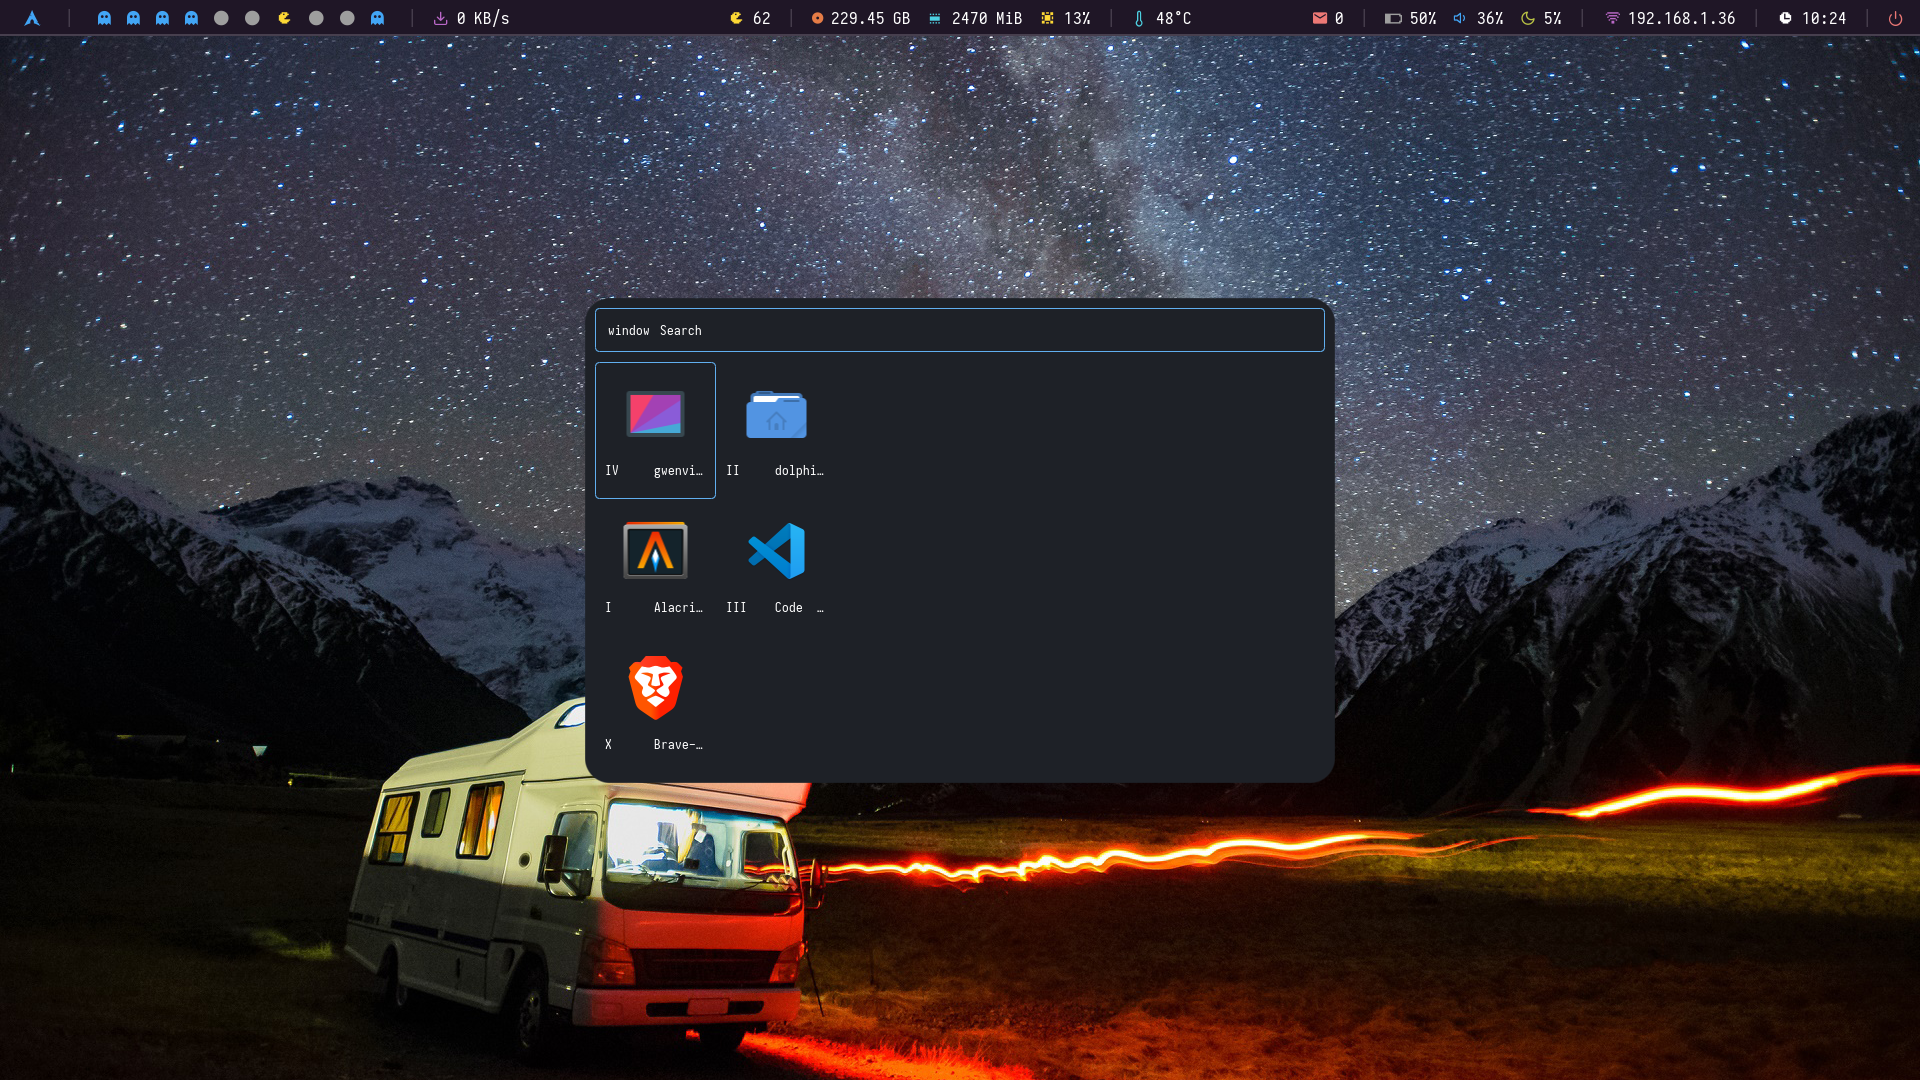 0 KB/s 62 229.45 GB 2470 MiB 13% 48°C 0 50% 36% 5% 192.168.1.36 10:24
window Search
IV gwenvi… II dolphi…
I Alacri… III Code …
X Brave-…